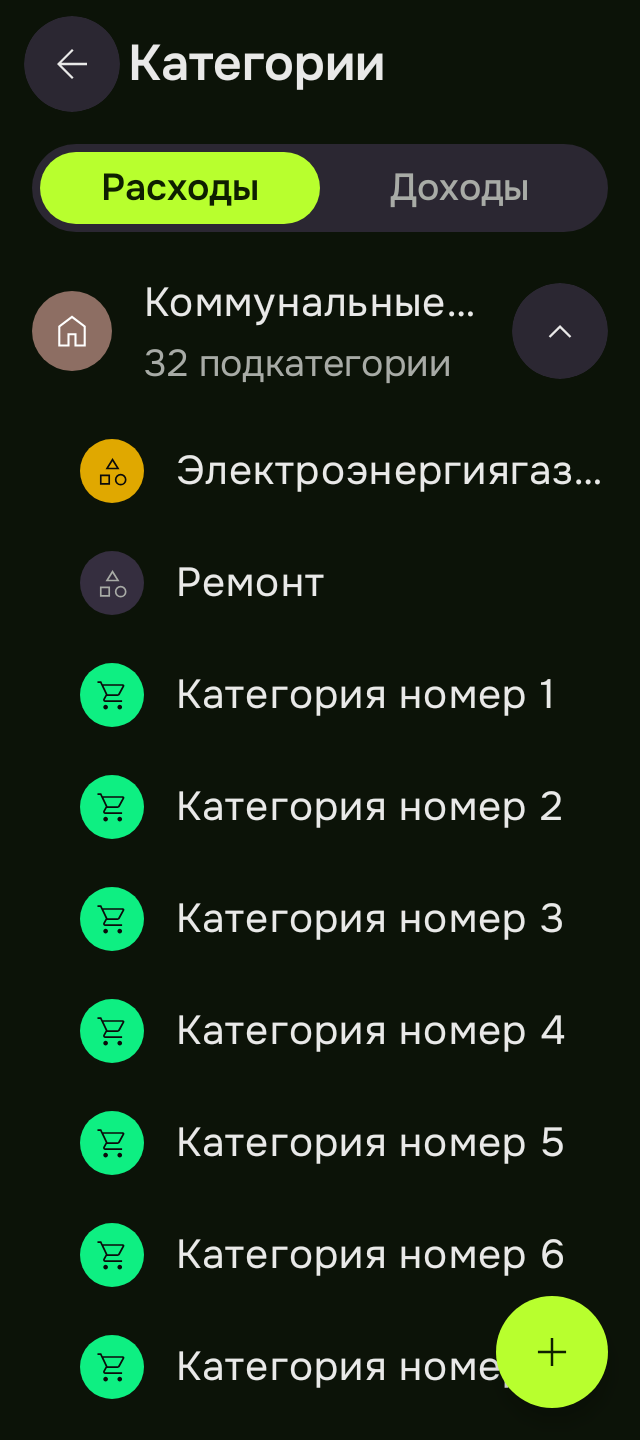 Категории
Расходы
Доходы
Коммунальные...
32 подкатегории
Электроэнергиягаз...
Ремонт
Категория номер 1
Категория номер 2
Категория номер 3
Категория номер 4
Категория номер 5
Категория номер 6
Категория